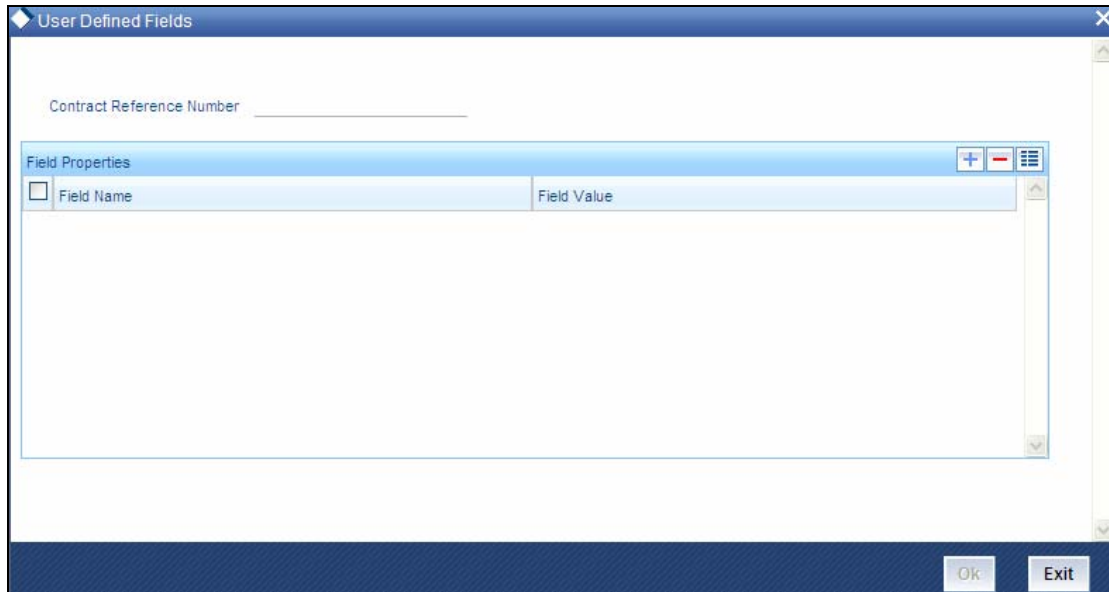 User Defined Fields
Contract Reference Number
Field Properties
Field Name Field Value
Ok Exit